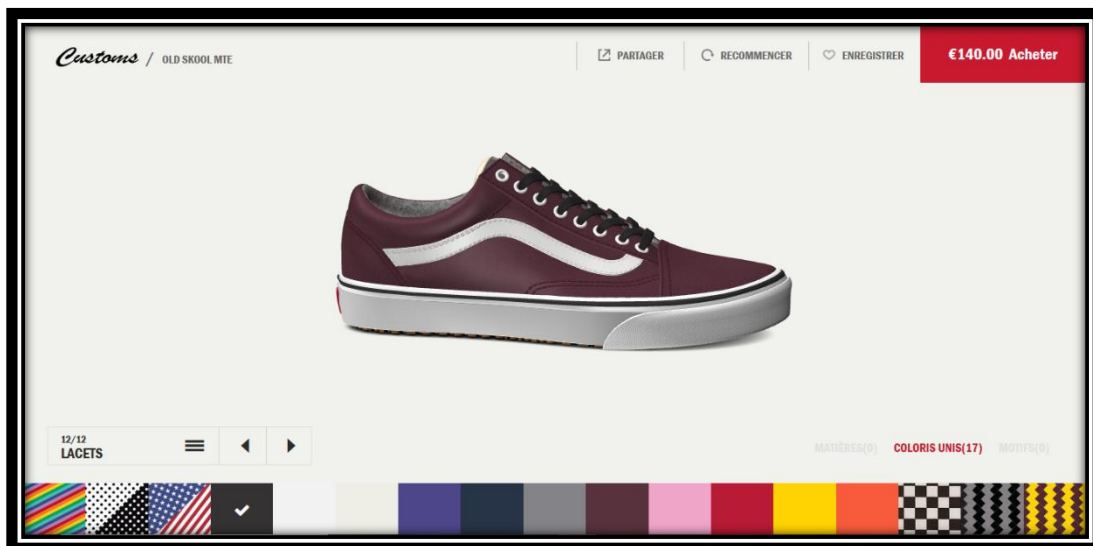 Customs / OLD SKOOL MTE
PARTAGER
RECOMMENCER
ENREGISTRER
€140.00 Acheter
12/12
LACETS
MATIÈRES(0) COLORIS UNIS(17) MOTIFS(0)